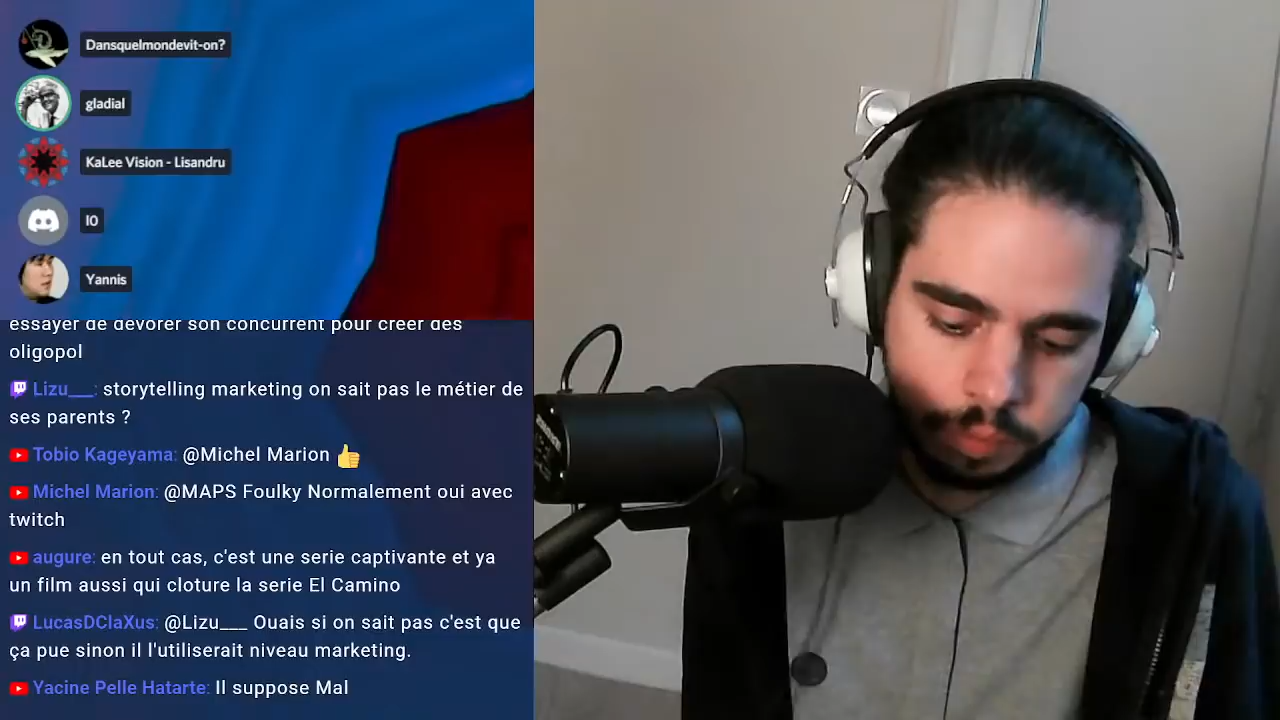 Dansquelmondevit-on?
gladial
KaLee Vision - Lisandru
IO
Yannis
essayer de dévorer son concurrent pour créer des
oligopol
Lizu___: storytelling marketing on sait pas le métier de
ses parents ?
Tobio Kageyama: @Michel Marion 👍
Michel Marion: @MAPS Foulky Normalement oui avec
twitch
augure: en tout cas, c'est une serie captivante et ya
un film aussi qui cloture la serie El Camino
LucasDClaXus: @Lizu___ Ouais si on sait pas c'est que
ça pue sinon il l'utiliserait niveau marketing.
Yacine Pelle Hatarte: Il suppose Mal